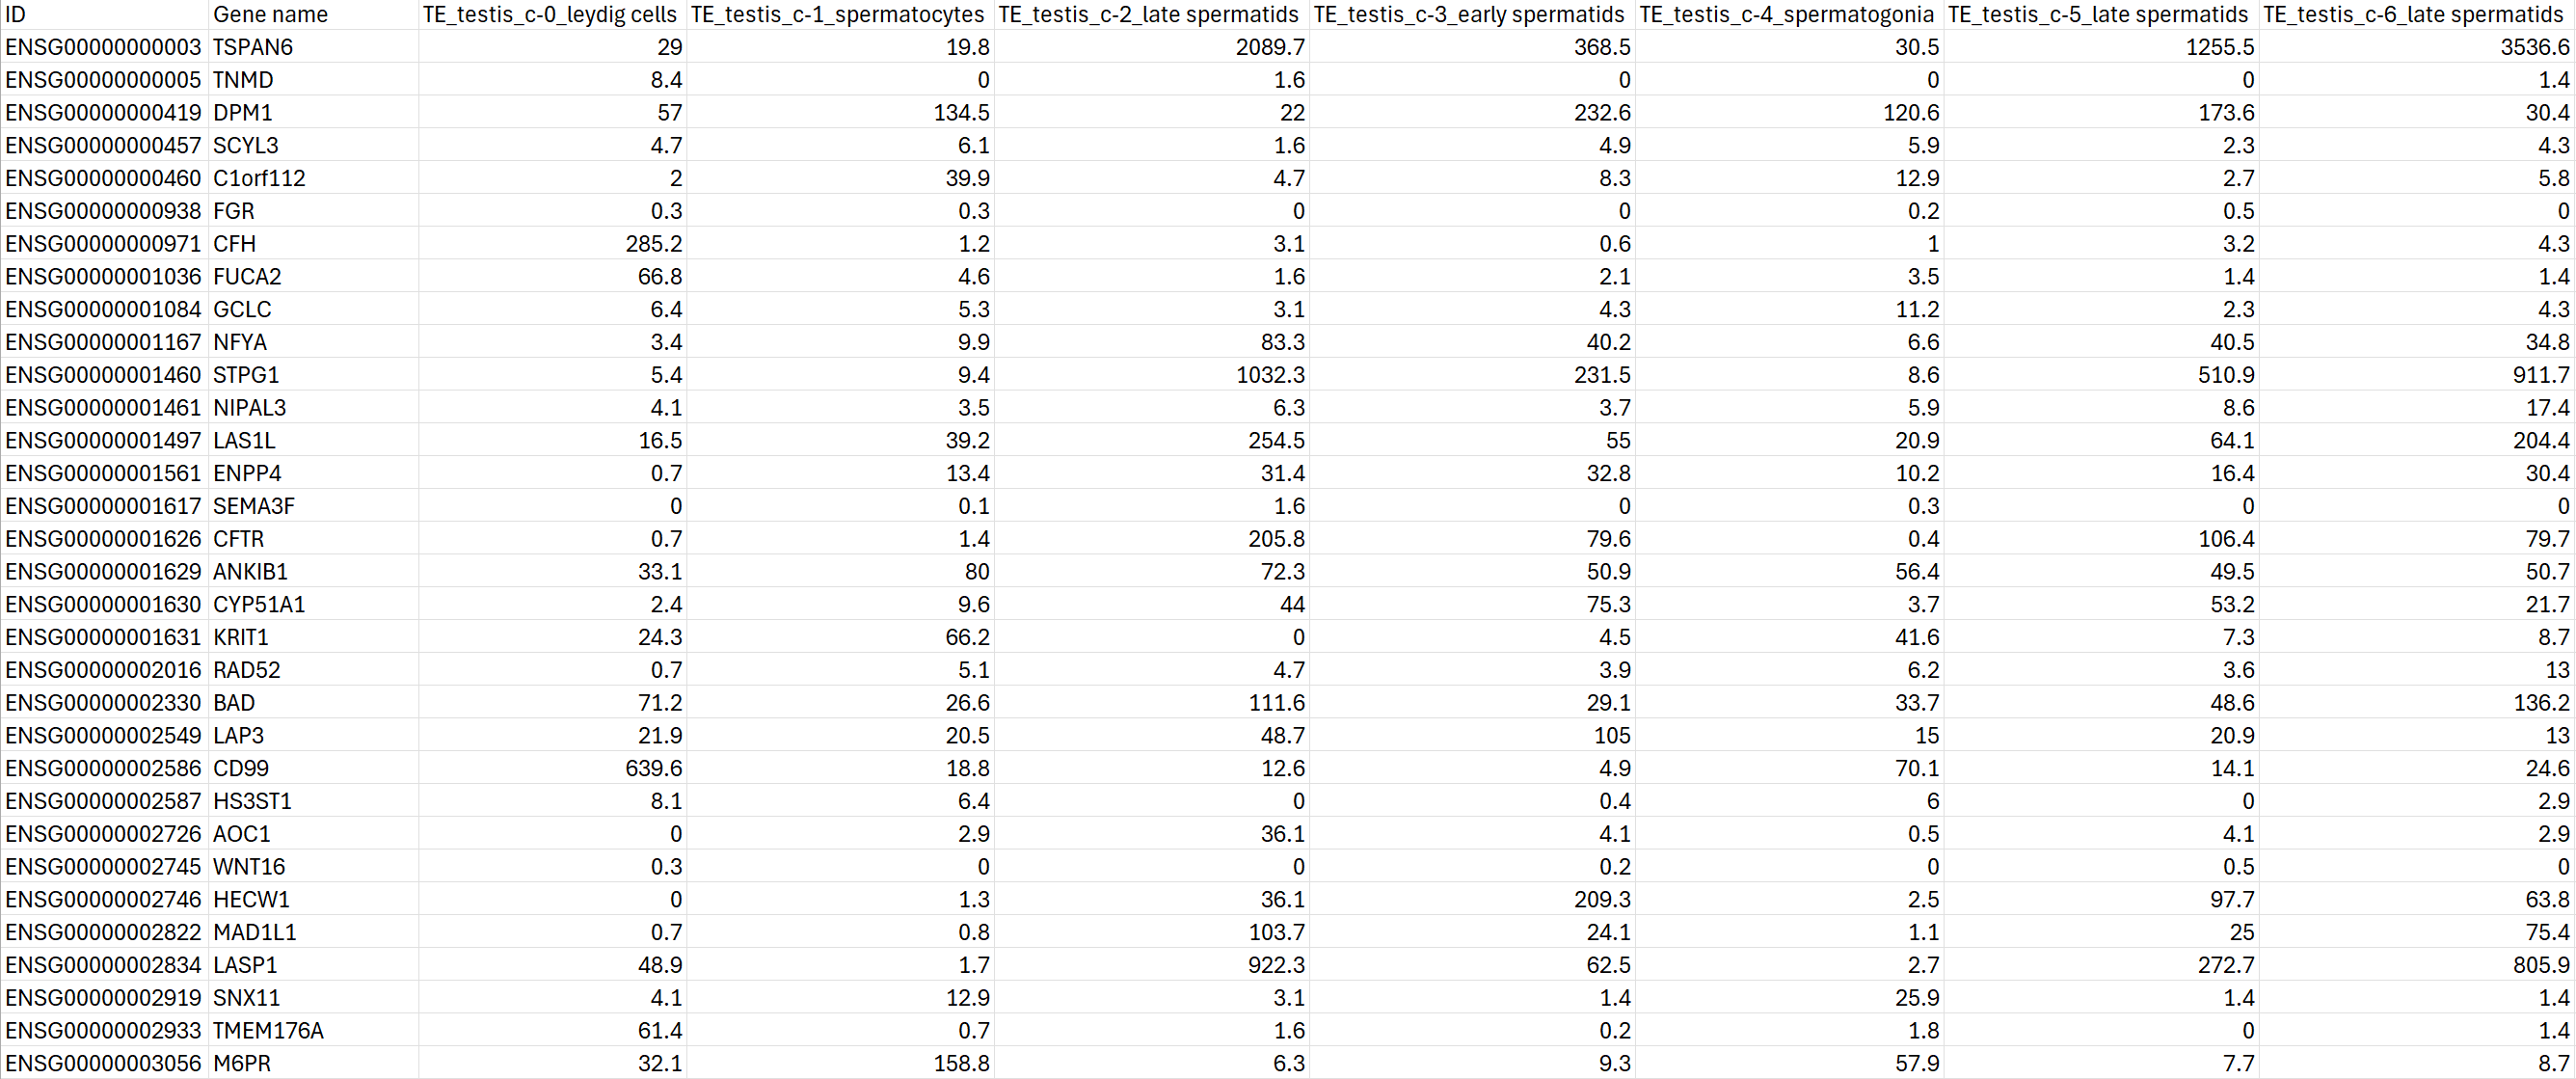 ID Gene name TE_testis_c-0_leydig cells TE_testis_c-1_spermatocytes TE_testis_c-2_late spermatids TE_testis_c-3_early spermatids TE_testis_c-4_spermatogonia TE_testis_c-5_late spermatids TE_testis_c-6_late spermatids
ENSG00000000003 TSPAN6 29 19.8 2089.7 368.5 30.5 1255.5 3536.6
ENSG00000000005 TNMD 8.4 0 1.6 0 0 0 1.4
ENSG00000000419 DPM1 57 134.5 22 232.6 120.6 173.6 30.4
ENSG00000000457 SCYL3 4.7 6.1 1.6 4.9 5.9 2.3 4.3
ENSG00000000460 C1orf112 2 39.9 4.7 8.3 12.9 2.7 5.8
ENSG00000000938 FGR 0.3 0.3 0 0 0.2 0.5 0
ENSG00000000971 CFH 285.2 1.2 3.1 0.6 1 3.2 4.3
ENSG00000001036 FUCA2 66.8 4.6 1.6 2.1 3.5 1.4 1.4
ENSG00000001084 GCLC 6.4 5.3 3.1 4.3 11.2 2.3 4.3
ENSG00000001167 NFYA 3.4 9.9 83.3 40.2 6.6 40.5 34.8
ENSG00000001460 STPG1 5.4 9.4 1032.3 231.5 8.6 510.9 911.7
ENSG00000001461 NIPAL3 4.1 3.5 6.3 3.7 5.9 8.6 17.4
ENSG00000001497 LAS1L 16.5 39.2 254.5 55 20.9 64.1 204.4
ENSG00000001561 ENPP4 0.7 13.4 31.4 32.8 10.2 16.4 30.4
ENSG00000001617 SEMA3F 0 0.1 1.6 0 0.3 0 0
ENSG00000001626 CFTR 0.7 1.4 205.8 79.6 0.4 106.4 79.7
ENSG00000001629 ANKIB1 33.1 80 72.3 50.9 56.4 49.5 50.7
ENSG00000001630 CYP51A1 2.4 9.6 44 75.3 3.7 53.2 21.7
ENSG00000001631 KRIT1 24.3 66.2 0 4.5 41.6 7.3 8.7
ENSG00000002016 RAD52 0.7 5.1 4.7 3.9 6.2 3.6 13
ENSG00000002330 BAD 71.2 26.6 111.6 29.1 33.7 48.6 136.2
ENSG00000002549 LAP3 21.9 20.5 48.7 105 15 20.9 13
ENSG00000002586 CD99 639.6 18.8 12.6 4.9 70.1 14.1 24.6
ENSG00000002587 HS3ST1 8.1 6.4 0 0.4 6 0 2.9
ENSG00000002726 AOC1 0 2.9 36.1 4.1 0.5 4.1 2.9
ENSG00000002745 WNT16 0.3 0 0 0.2 0 0.5 0
ENSG00000002746 HECW1 0 1.3 36.1 209.3 2.5 97.7 63.8
ENSG00000002822 MAD1L1 0.7 0.8 103.7 24.1 1.1 25 75.4
ENSG00000002834 LASP1 48.9 1.7 922.3 62.5 2.7 272.7 805.9
ENSG00000002919 SNX11 4.1 12.9 3.1 1.4 25.9 1.4 1.4
ENSG00000002933 TMEM176A 61.4 0.7 1.6 0.2 1.8 0 1.4
ENSG00000003056 M6PR 32.1 158.8 6.3 9.3 57.9 7.7 8.7